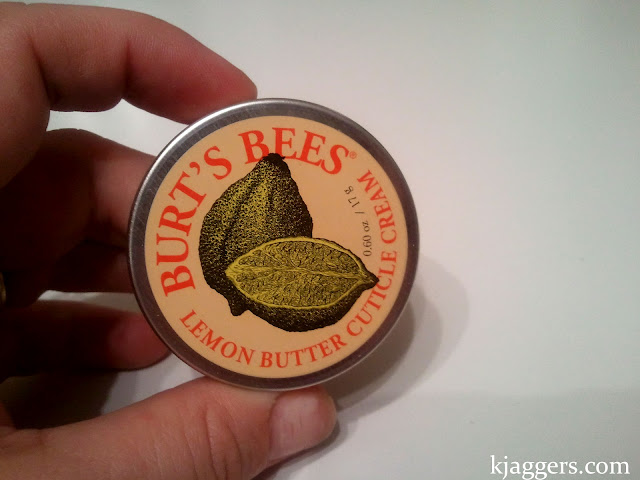 BURT'S BEES®
0.60 oz / 17 g
LEMON BUTTER CUTICLE CREAM
kjaggers.com